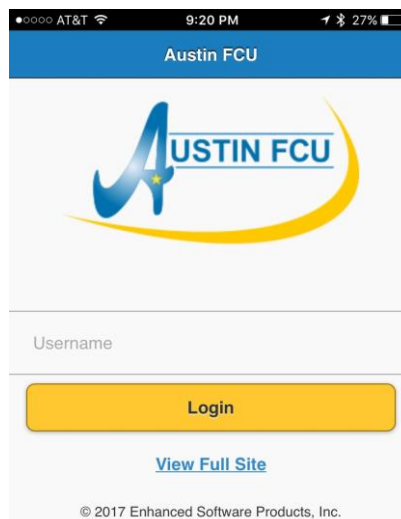 AT&T 9:20 PM 27%
Austin FCU
AUSTIN FCU
Username
Login
View Full Site
© 2017 Enhanced Software Products, Inc.